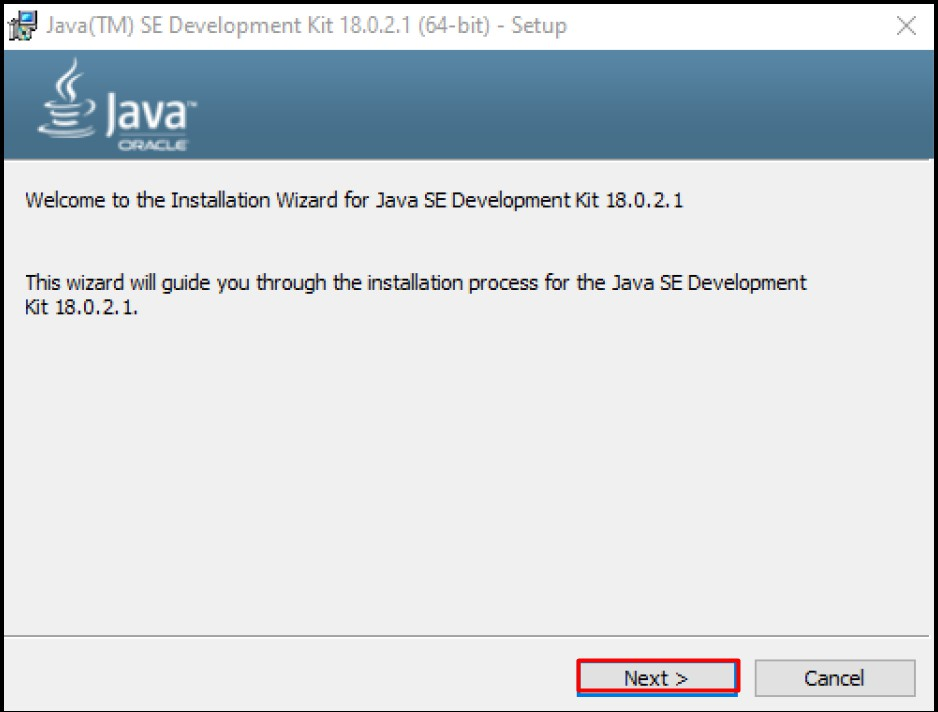 Java(TM) SE Development Kit 18.0.2.1 (64-bit) - Setup
Java™
ORACLE
Welcome to the Installation Wizard for Java SE Development Kit 18.0.2.1
This wizard will guide you through the installation process for the Java SE Development
Kit 18.0.2.1.
Next >
Cancel